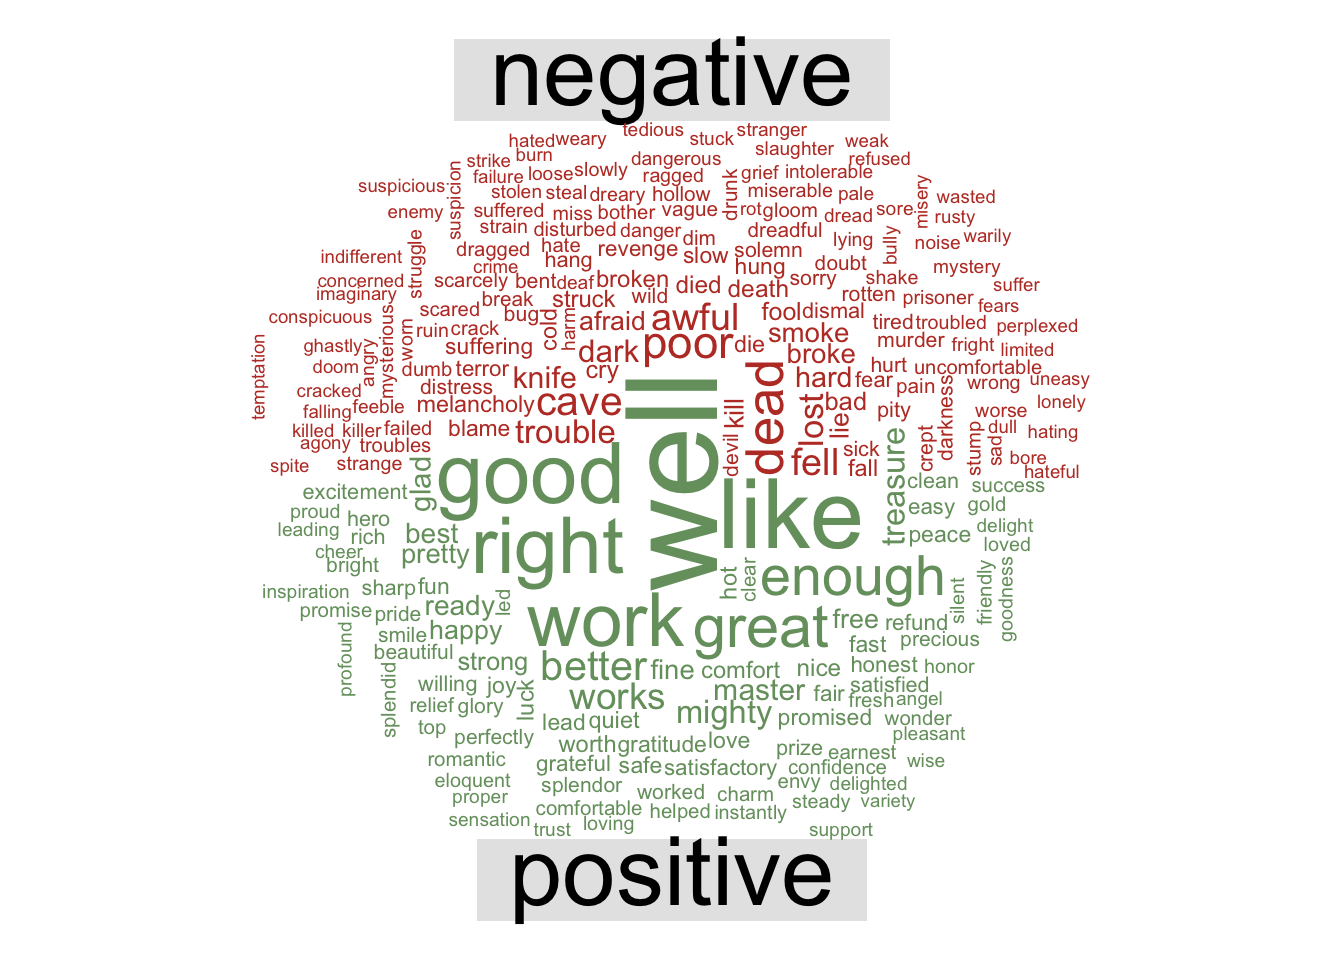 negative
tedious stranger
hated weary stuck weak
burn slaughter
strike dangerous refused
failure loose slowly ragged grief intolerable
suspicious suspicion stolen steal dreary hollow drunk miserable pale misery wasted
enemy suffered miss bother vague rot gloom dread sore rusty
strain disturbed danger dim dreadful lying bully noise warily
indifferent struggle dragged hate revenge slow solemn
crime hang hung doubt mystery
concerned scarcely bent deaf broken died death sorry shake suffer
imaginary break struck wild rotten prisoner fears
conspicuous mysterious scared bug cold harm afraid awful fool dismal tired troubled perplexed
worn ruin crack smoke
ghastly angry suffering dark poor die broke murder fright limited
temptation doom dumb terror knife cry hard fear hurt uncomfortable
cracked distress dead pain wrong uneasy
falling feeble melancholy cave kill lost bad pity darkness worse lonely
killed killer failed blame trouble lie dull hating
agony troubles devil sick crept stump sad bore
spite strange fell fall hateful
well
good glad like treasure clean success
excitement easy gold
proud hero best right peace delight
leading rich pretty loved
cheer
bright hot clear enough friendly goodness
inspiration sharp fun led silent
promise pride ready work great free refund
smile happy fast precious
profound beautiful strong better fine comfort nice honest honor
splendid willing joy luck works master fair satisfied
relief glory mighty fresh angel
top lead quiet promised wonder
perfectly worth gratitude love prize earnest pleasant
romantic grateful safe satisfactory confidence wise
eloquent splendor envy delighted
proper worked charm steady variety
comfortable helped instantly
sensation trust loving support
positive